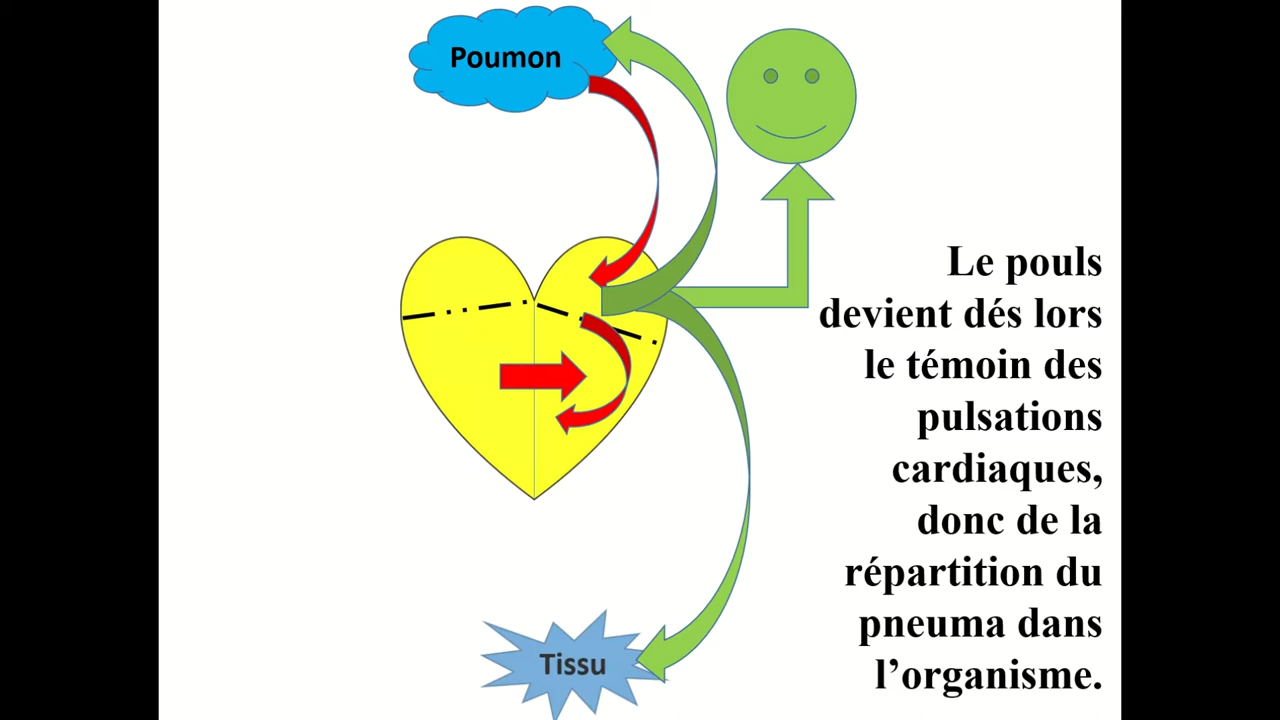 Poumon
Le pouls
devient dés lors
le témoin des
pulsations
cardiaques,
donc de la
répartition du
pneuma dans
l’organisme.
Tissu